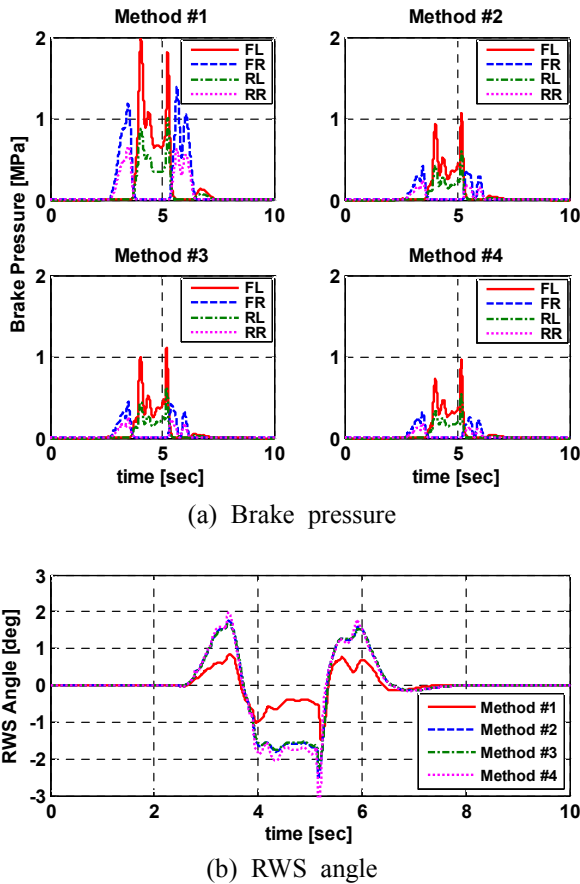 Method #1
Method #2
Brake Pressure [MPa]
2
1
0
0
5
10
FL
FR
RL
RR
2
1
0
0
5
10
FL
FR
RL
RR
Method #3
Method #4
2
1
0
0
5
10
time [sec]
FL
FR
RL
RR
2
1
0
0
5
10
time [sec]
FL
FR
RL
RR
(a) Brake pressure
RWS Angle [deg]
3
2
1
0
-1
-2
-3
0
2
4
6
8
10
Method #1
Method #2
Method #3
Method #4
time [sec]
(b) RWS angle